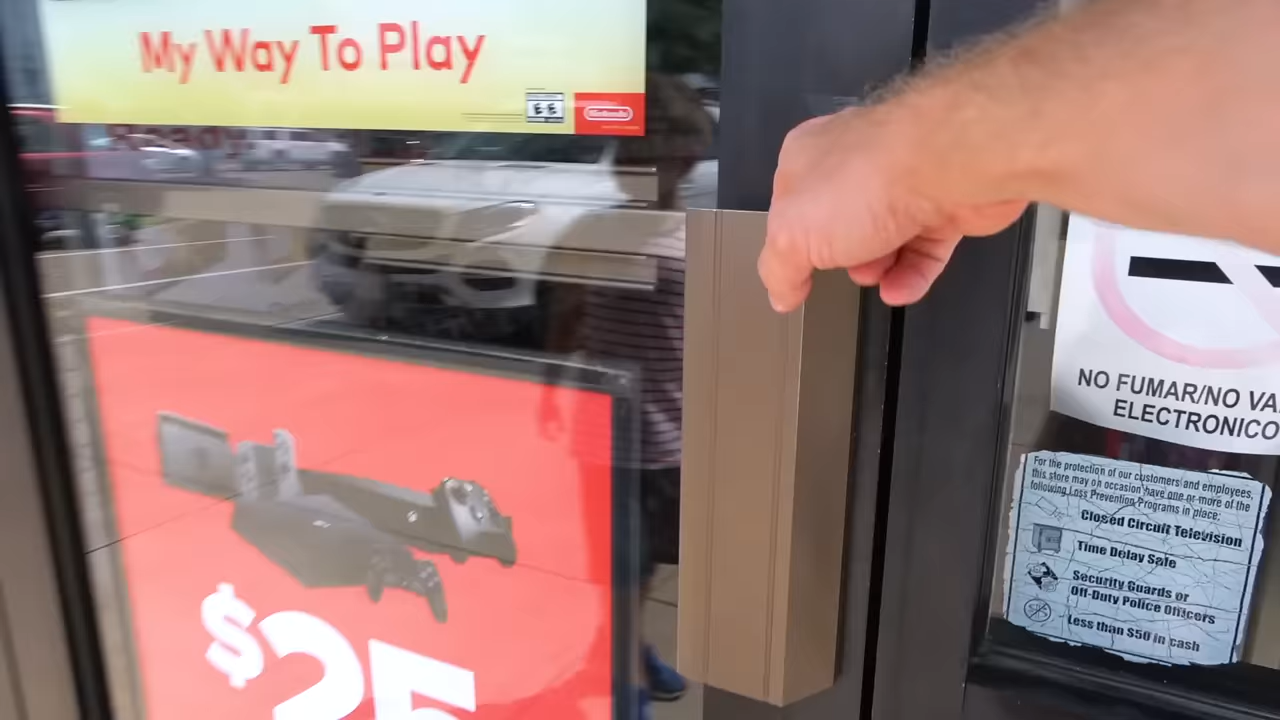 My Way To Play
Nintendo
NO FUMAR/NO VA
ELECTRONICO
For the protection of our customers and employees,
this store may on occasion have one or more of the
following Loss Prevention Programs in place:
Closed Circuit Television
Time Delay Safe
Security Guards or
Off-Duty Police Officers
Less than $50 in cash
$25